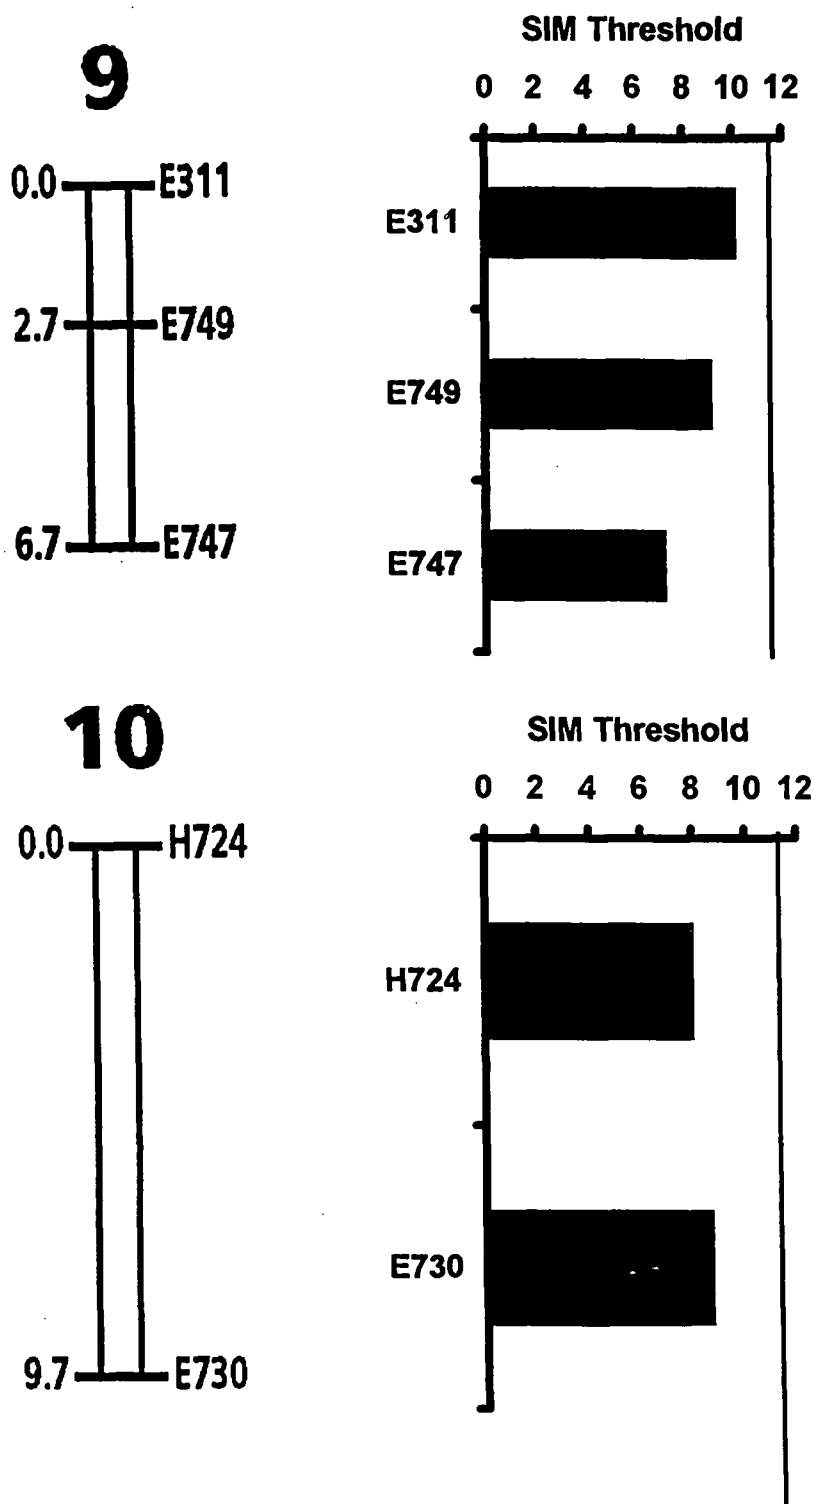 9
0.0 E311
2.7 E749
6.7 E747
SIM Threshold
0 2 4 6 8 10 12
E311
E749
E747
10
0.0 H724
9.7 E730
SIM Threshold
0 2 4 6 8 10 12
H724
E730